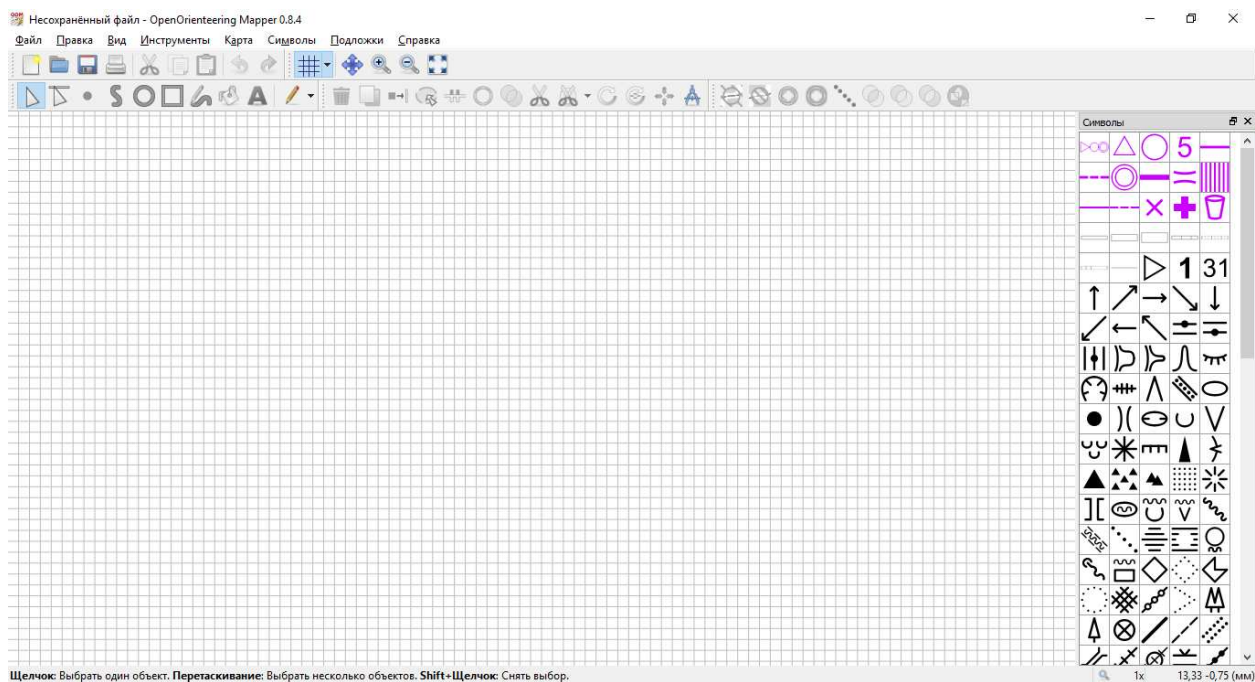 Несохранённый файл - OpenOrienteering Mapper 0.8.4
Файл Правка Вид Инструменты Карта Символы Подложки Справка
Символы
5
1 31
Щелчок: Выбрать один объект. Перетаскивание: Выбрать несколько объектов. Shift+Щелчок: Снять выбор. 1x 13,33 -0,75 (мм)